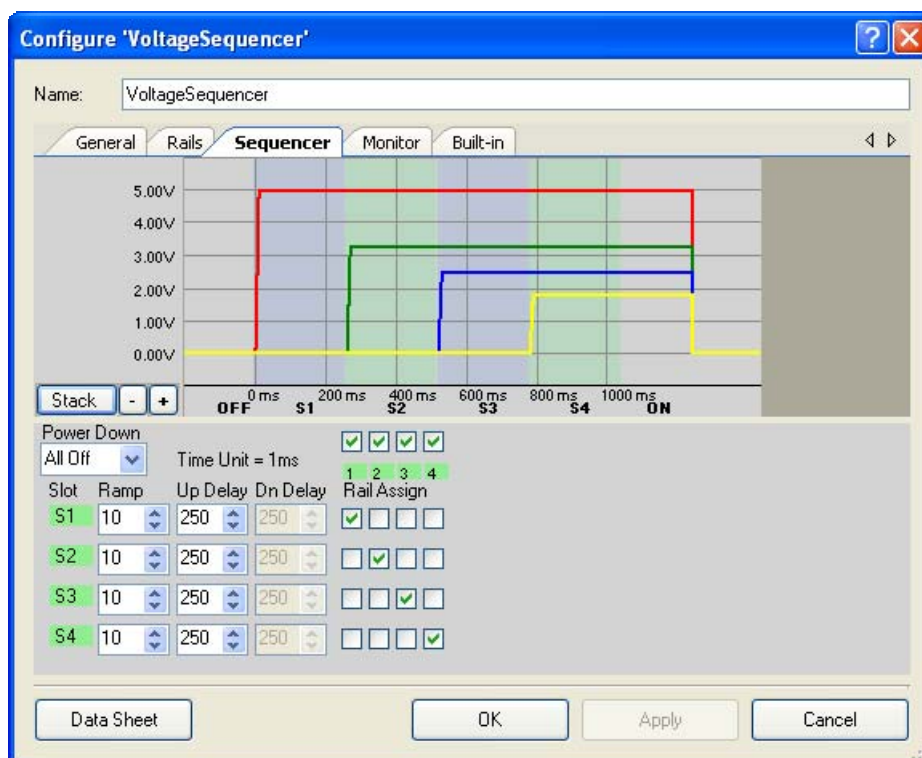 Configure 'VoltageSequencer'
Name: VoltageSequencer
General Rails Sequencer Monitor Built-in
5.00V
4.00V
3.00V
2.00V
1.00V
0.00V
0 ms 200 ms 400 ms 600 ms 800 ms 1000 ms
OFF S1 S2 S3 S4 ON
Stack - +
Power Down
All Off Time Unit = 1ms
1 2 3 4
Slot Ramp Up Delay Dn Delay Rail Assign
S1 10 250 250
S2 10 250 250
S3 10 250 250
S4 10 250 250
Data Sheet OK Apply Cancel